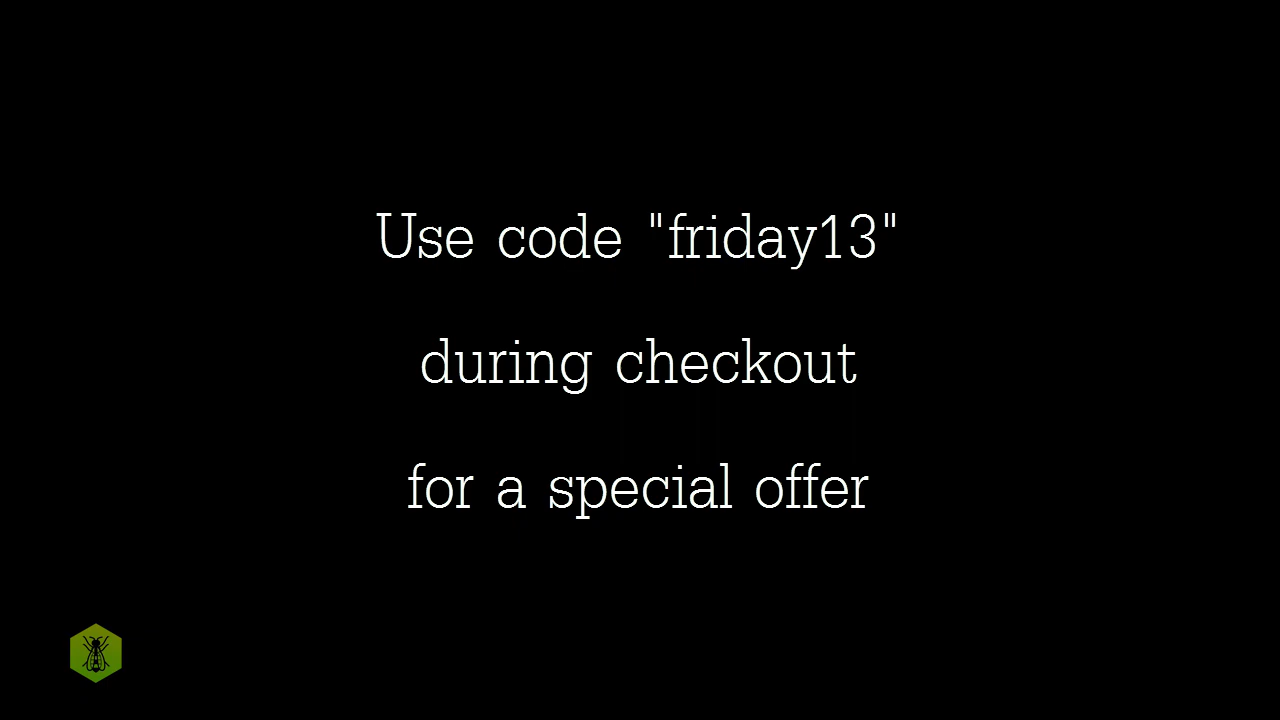 Use code "friday13"
during checkout
for a special offer